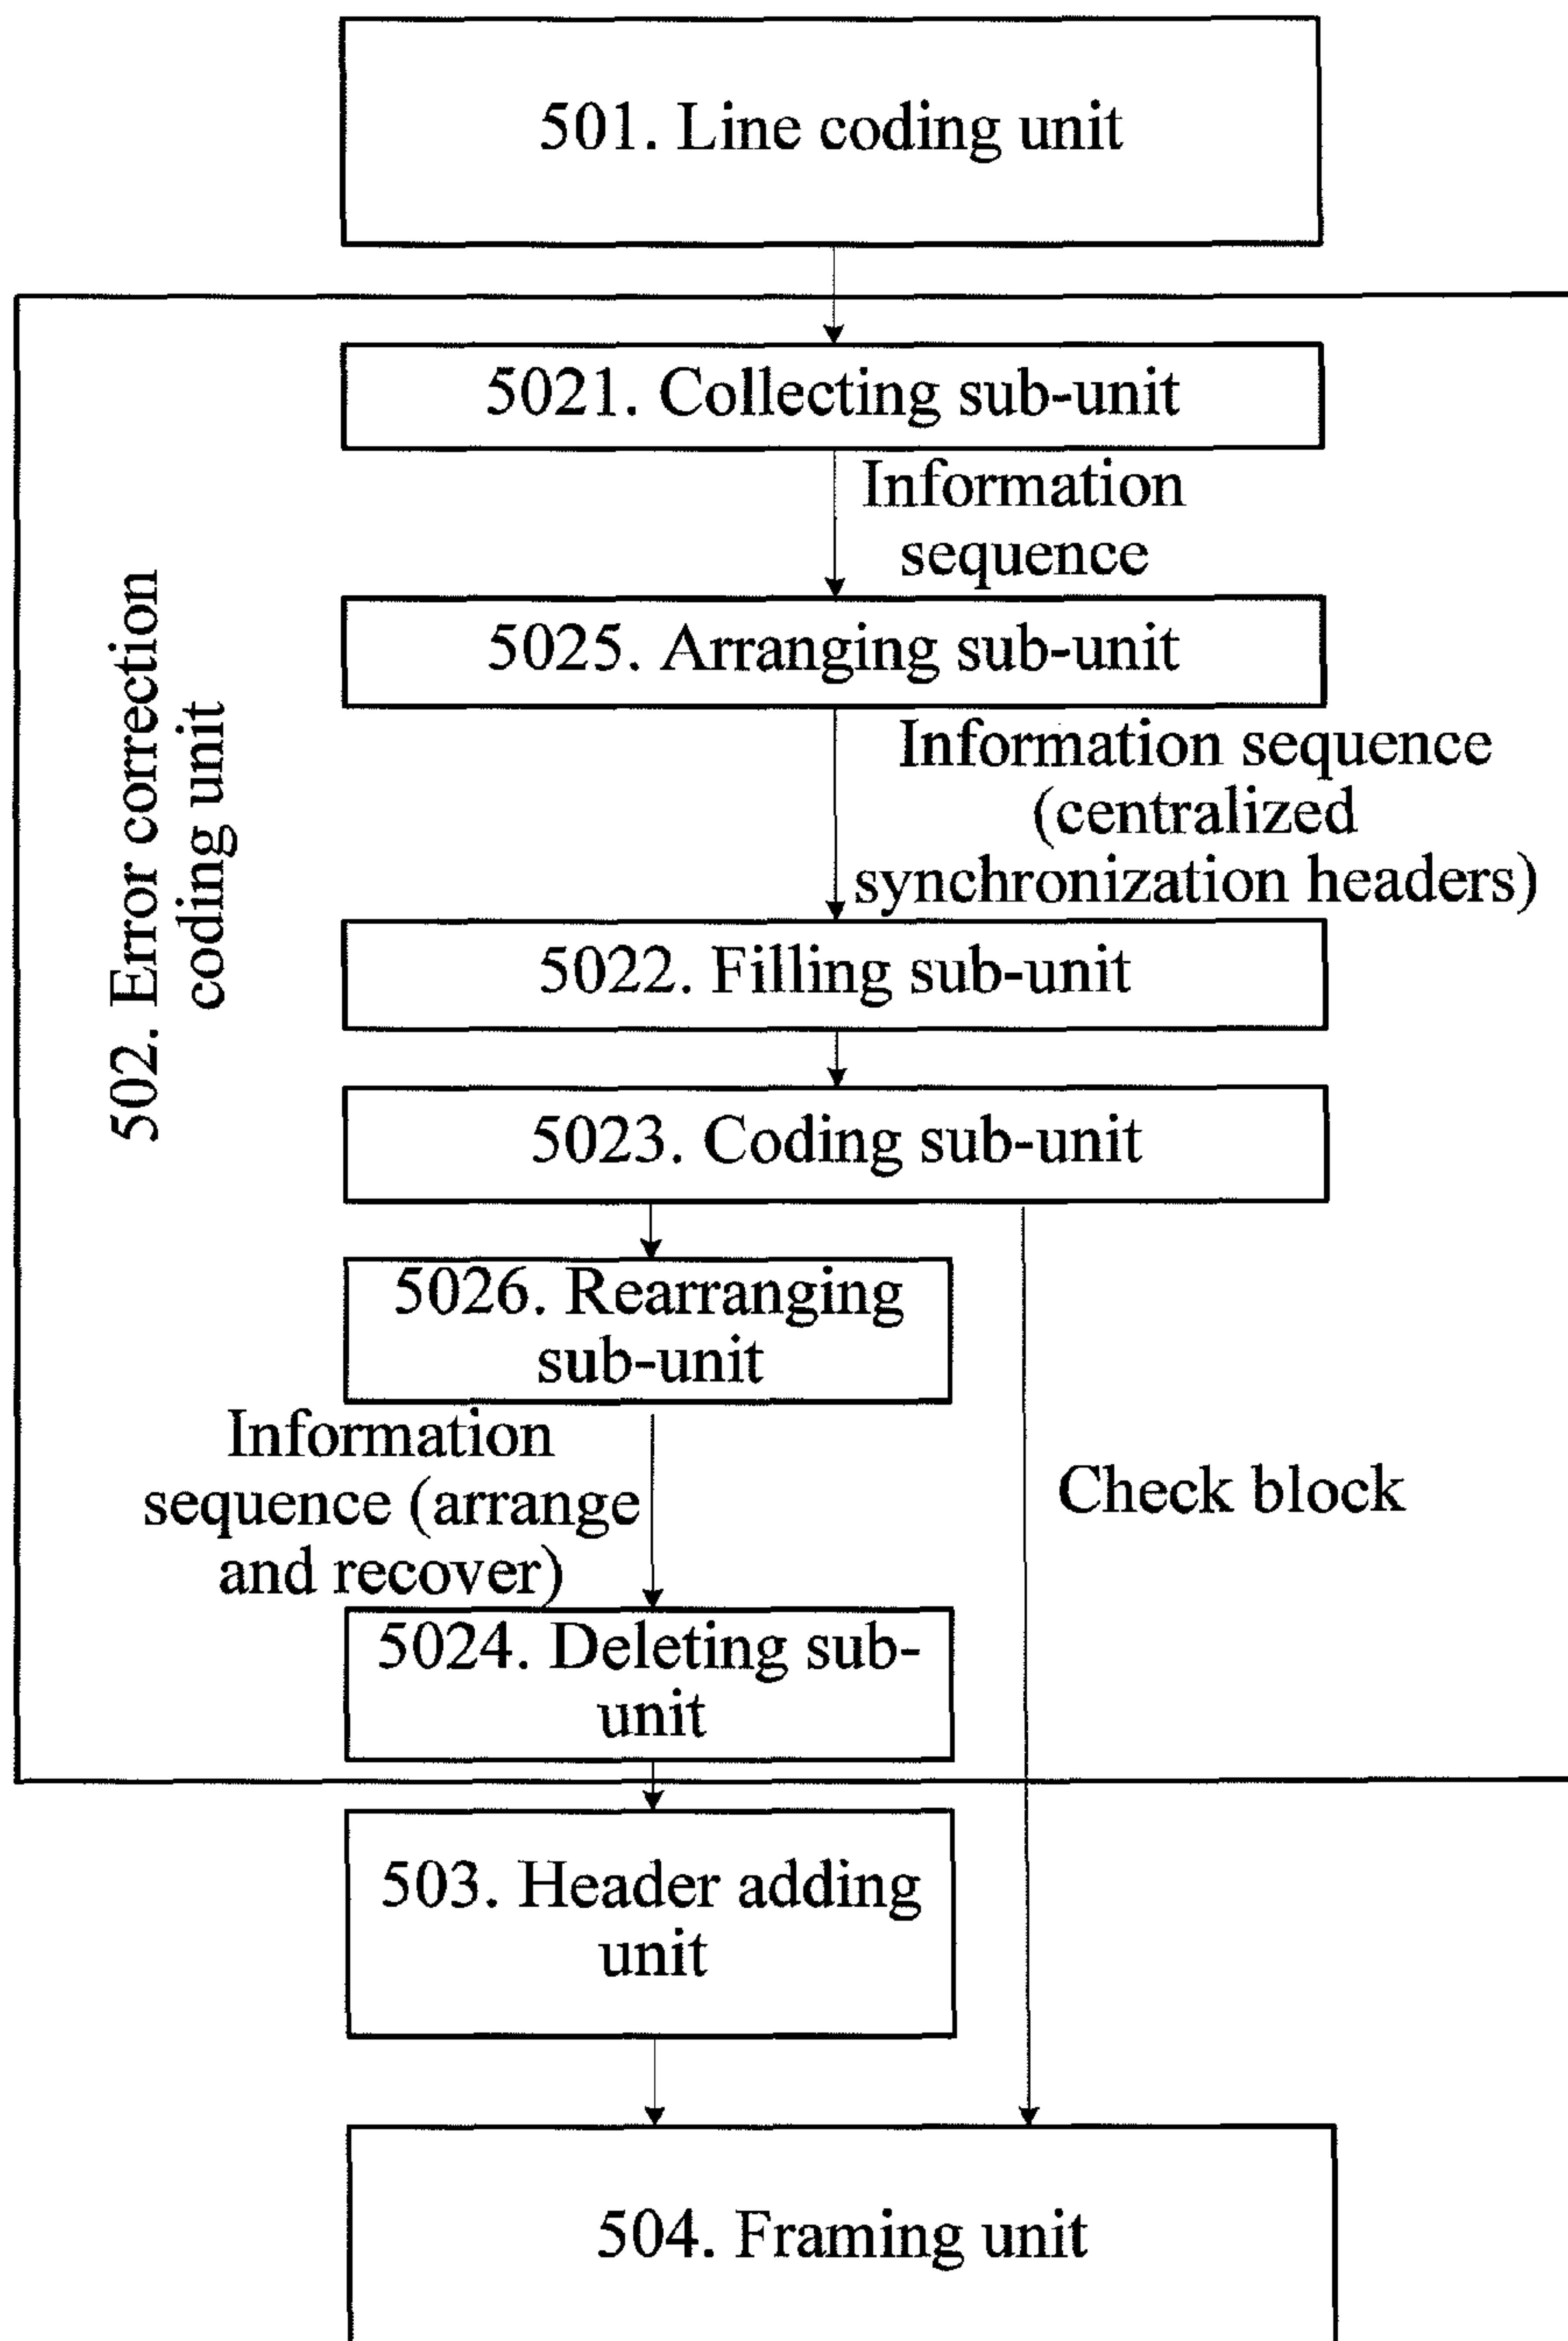 501. Line coding unit
5021. Collecting sub-unit
Information
sequence
5025. Arranging sub-unit
Information sequence
(centralized
synchronization headers)
502. Error correction
coding unit
5022. Filling sub-unit
5023. Coding sub-unit
5026. Rearranging
sub-unit
Information
sequence (arrange
and recover)
Check block
5024. Deleting sub-
unit
503. Header adding
unit
504. Framing unit